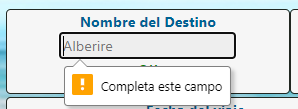 Nombre del Destino
Alberire
Completa este campo